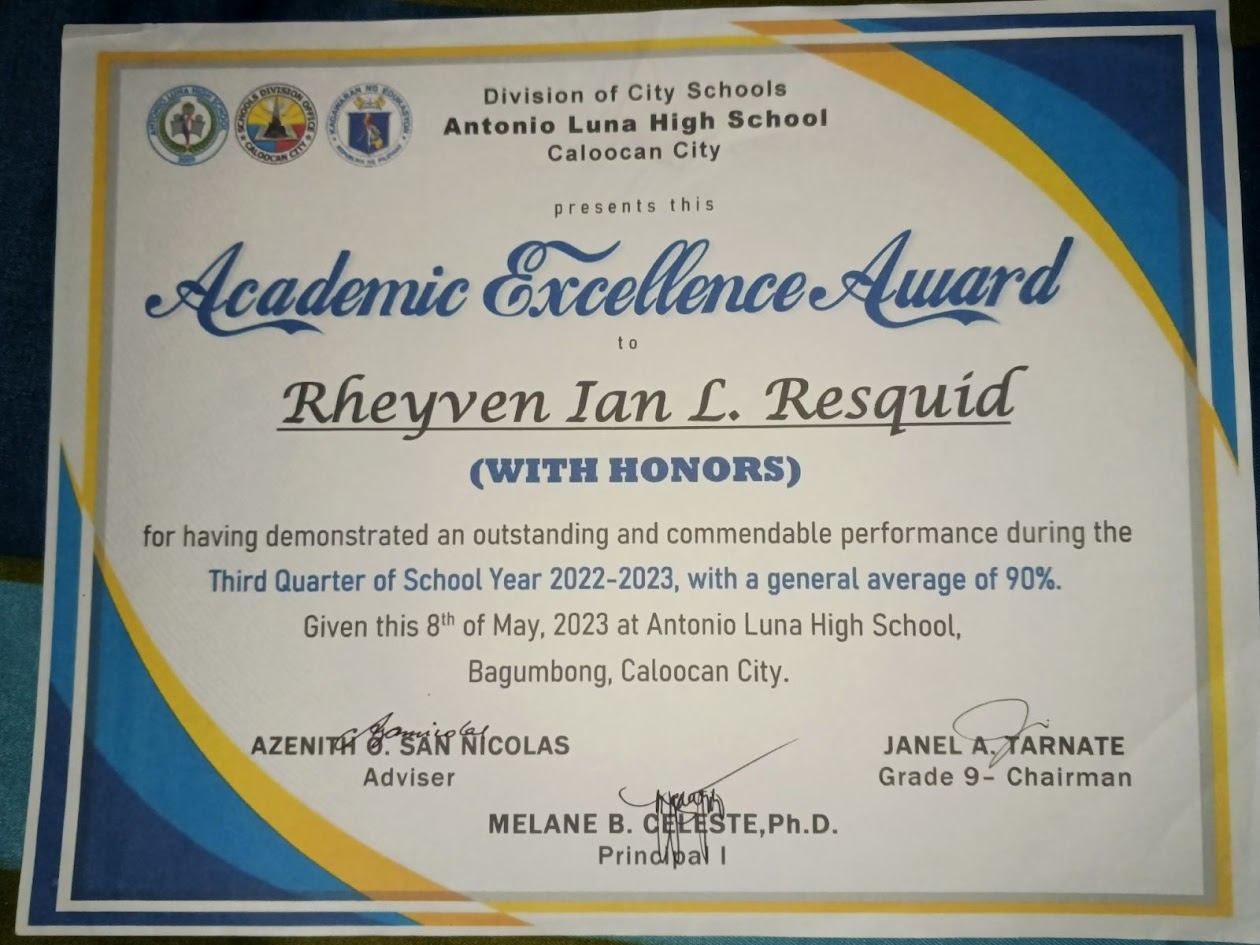 ANTONIO LUNA HIGH SCHOOL
2009
SCHOOLS DIVISION OFFICE
CALOOCAN CITY
KAGAWARAN NG EDUKASYON
REPUBLIKA NG PILIPINAS
Division of City Schools
Antonio Luna High School
Caloocan City
presents this
Academic Excellence Award
to
Rheyven Ian L. Resquid
(WITH HONORS)
for having demonstrated an outstanding and commendable performance during the
Third Quarter of School Year 2022-2023, with a general average of 90%.
Given this 8th of May, 2023 at Antonio Luna High School,
Bagumbong, Caloocan City.
AZENITH O. SAN NICOLAS
Adviser
JANEL A. TARNATE
Grade 9- Chairman
MELANE B. CELESTE,Ph.D.
Principal I